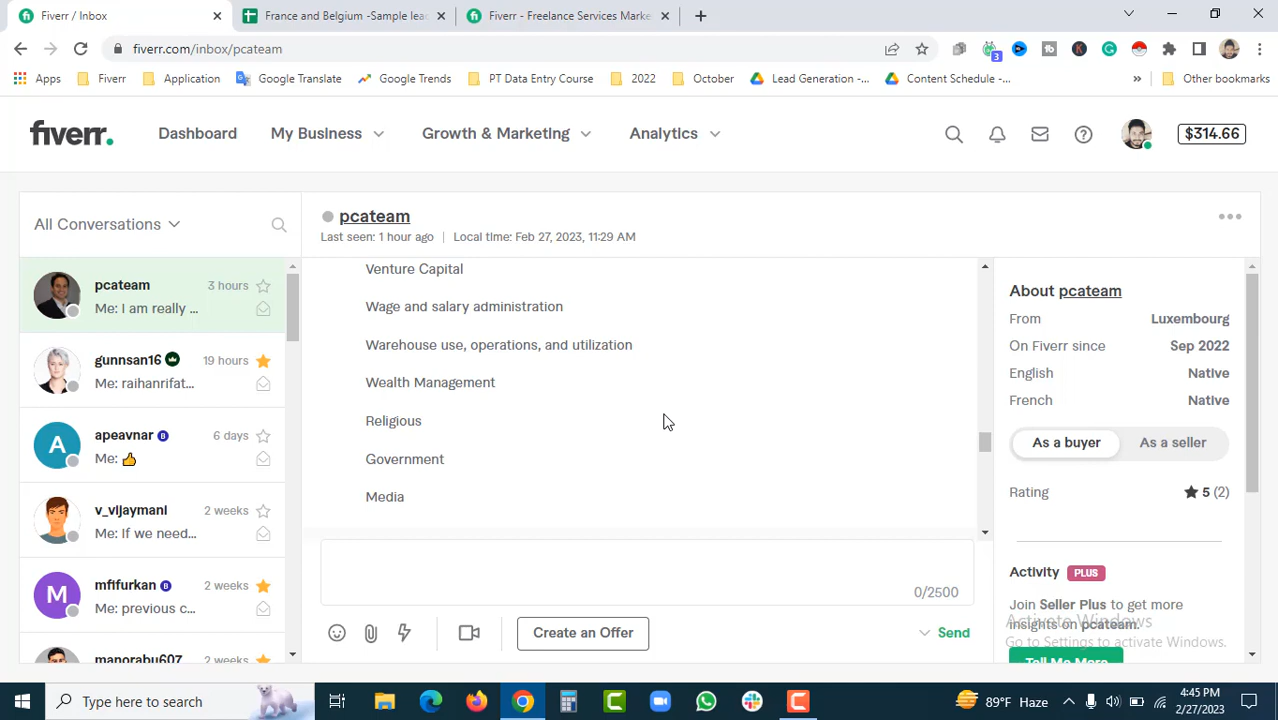 Fiverr / Inbox
France and Belgium -Sample lea
Fiverr - Freelance Services Marke
fiverr.com/inbox/pcateam
3
Apps
Fiverr
Application
Google Translate
Google Trends
PT Data Entry Course
2022
October
Lead Generation -...
Content Schedule -...
»
Other bookmarks
fiverr.
Dashboard
My Business
Growth & Marketing
Analytics
$314.66
All Conversations
pcateam
Last seen: 1 hour ago
Local time: Feb 27, 2023, 11:29 AM
pcateam
3 hours
Me: I am really ...
gunnsan16
19 hours
Me: raihanrifat...
A
apeavnar
B
6 days
Me: 👍
v_vijaymani
2 weeks
Me: If we need...
M
mflfurkan
B
2 weeks
Me: previous c...
manorabu607
2 weeks
Venture Capital
Wage and salary administration
Warehouse use, operations, and utilization
Wealth Management
Religious
Government
Media
0/2500
Create an Offer
Send
About pcateam
From
Luxembourg
On Fiverr since
Sep 2022
English
Native
French
Native
As a buyer
As a seller
Rating
★ 5 (2)
Activity
PLUS
Join Seller Plus to get more
insights on pcateam.
Activate Windows
Go to Settings to activate Windows.
Tell Me More
Type here to search
89°F Haze
4:45 PM
2/27/2023